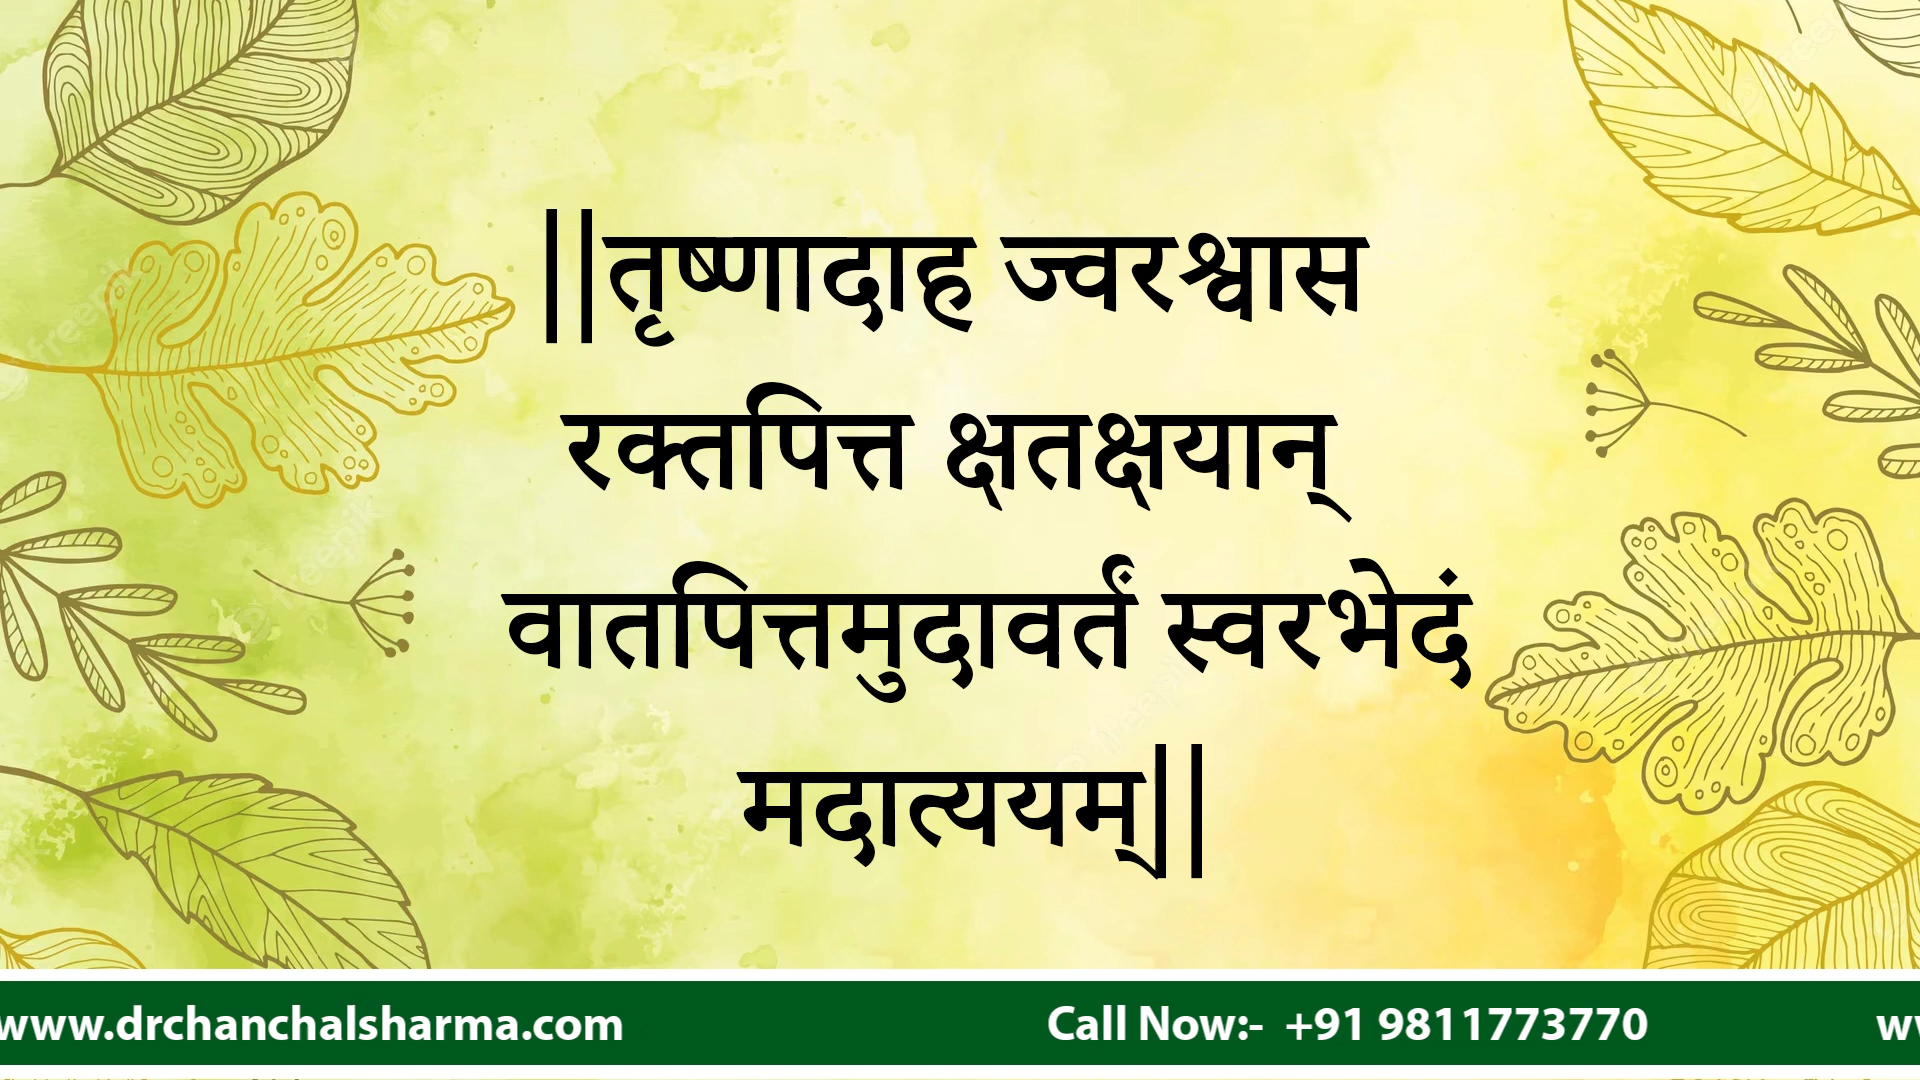 ||तृष्णादाह ज्वरश्वास
रक्तपित्त क्षतक्षयान्
वातपित्तमुदावर्तं स्वरभेदं
मदात्ययम्||
www.drchanchalsharma.com Call Now:- +91 9811773770